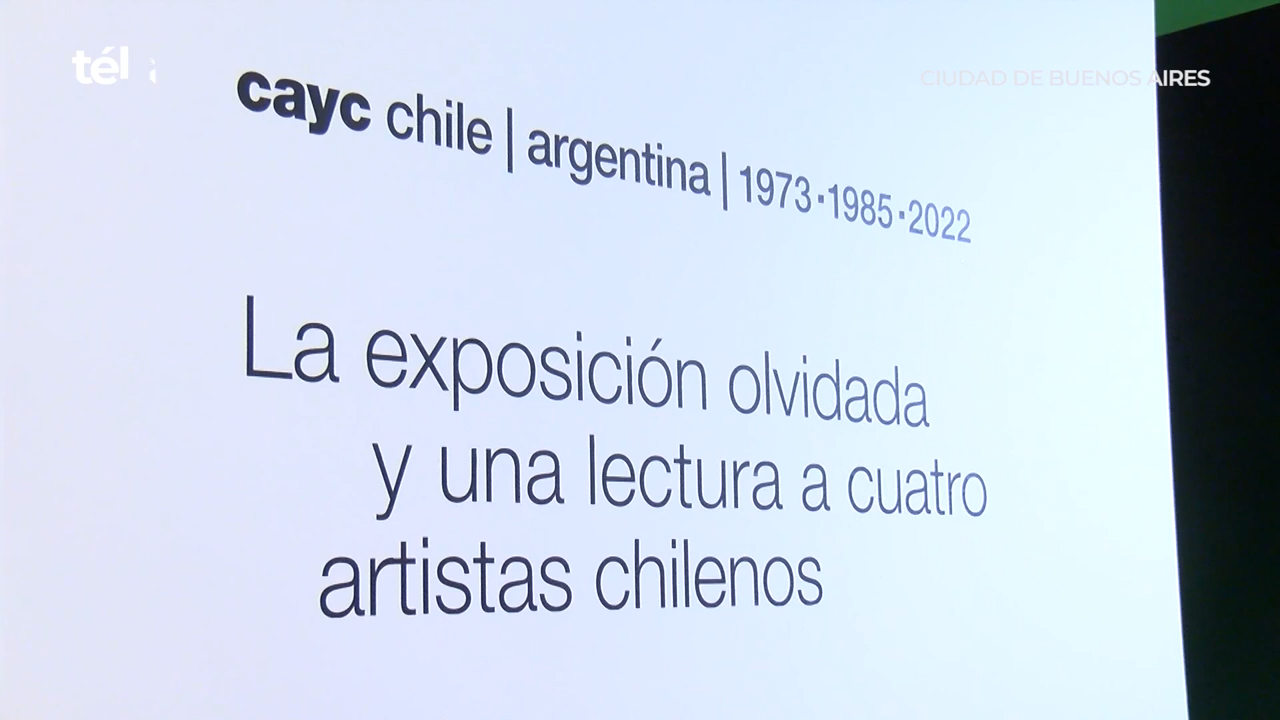 tél
CIUDAD DE BUENOS AIRES
cayc chile | argentina | 1973·1985·2022
La exposición olvidada
y una lectura a cuatro
artistas chilenos